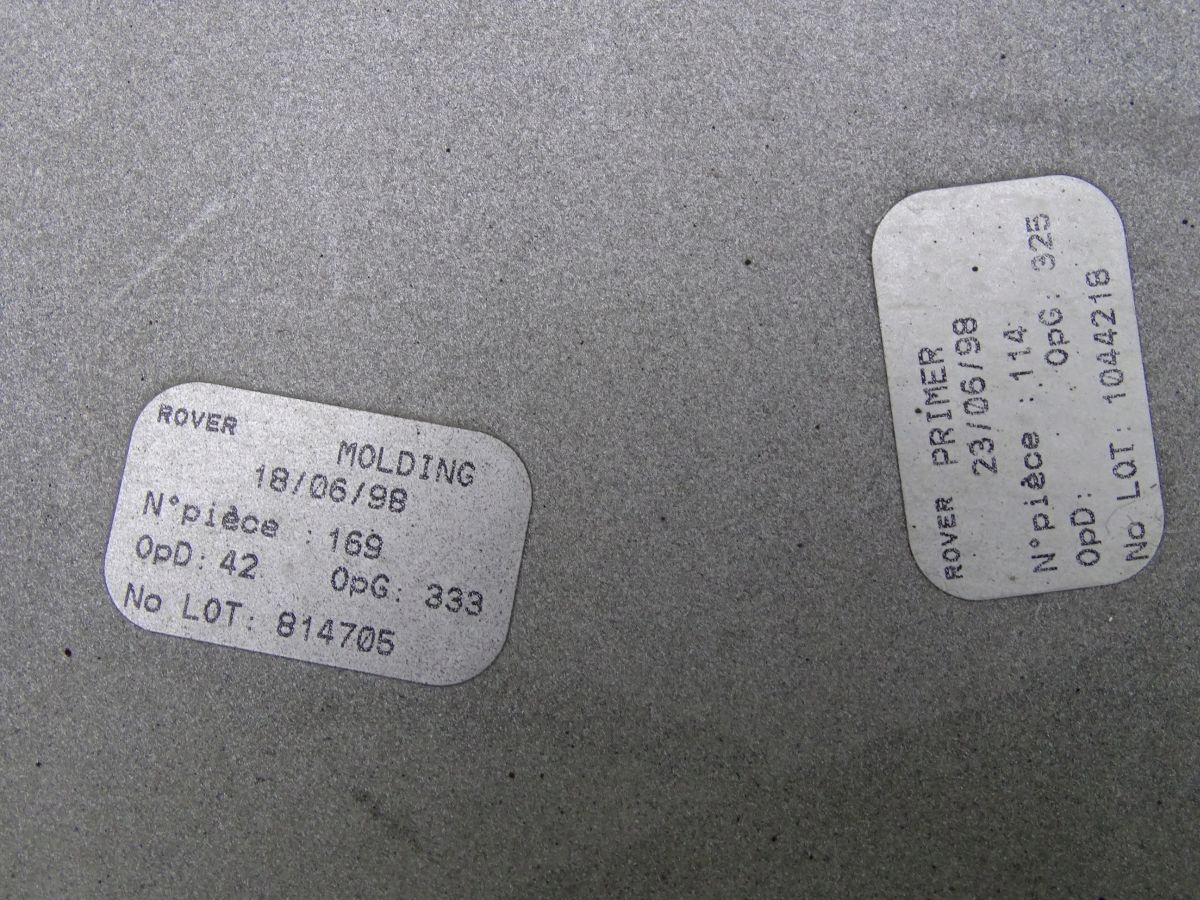 ROVER
MOLDING
18/06/98
N°pièce : 169
OpD: 42 OpG: 333
No LOT: 814705
ROVER PRIMER
23/06/98
N°pièce : 114
OpD: OpG: 325
No LOT: 1044218